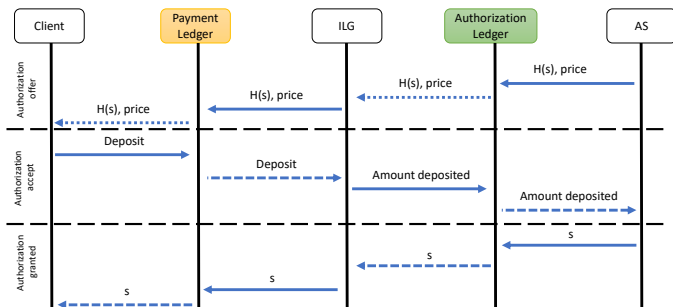 Client
Payment
Ledger
ILG
Authorization
Ledger
AS
Authorization
offer
H(s), price
H(s), price
H(s), price
H(s), price
Authorization
accept
Deposit
Deposit
Amount deposited
Amount deposited
Authorization
granted
s
s
s
s